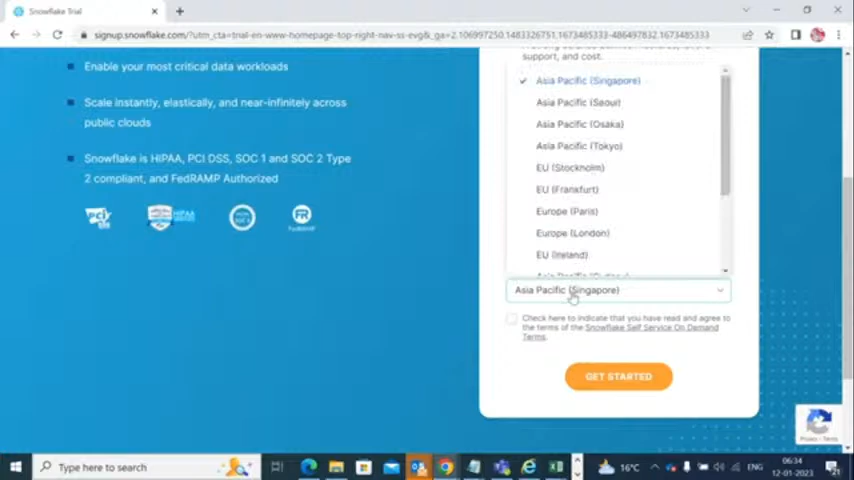 Snowflake Trial
signup.snowflake.com/?utm_cta=trial-en-www-homepage-top-right-nav-ss-evg&_ga=2.106997250.1483326751.1673485333-486497832.1673485333
support, and cost.
Enable your most critical data workloads
Scale instantly, elastically, and near-infinitely across
public clouds
Snowflake is HIPAA, PCI DSS, SOC 1 and SOC 2 Type
2 compliant, and FedRAMP Authorized
PCI
HIPAA
FR
FedRAMP
Asia Pacific (Singapore)
Asia Pacific (Seoul)
Asia Pacific (Osaka)
Asia Pacific (Tokyo)
EU (Stockholm)
EU (Frankfurt)
Europe (Paris)
Europe (London)
EU (Ireland)
Asia Pacific (Singapore)
Check here to indicate that you have read and agree to
the terms of the Snowflake Self Service On Demand
Terms.
GET STARTED
Privacy - Terms
Type here to search
16°C
ENG
06:34
12-01-2023